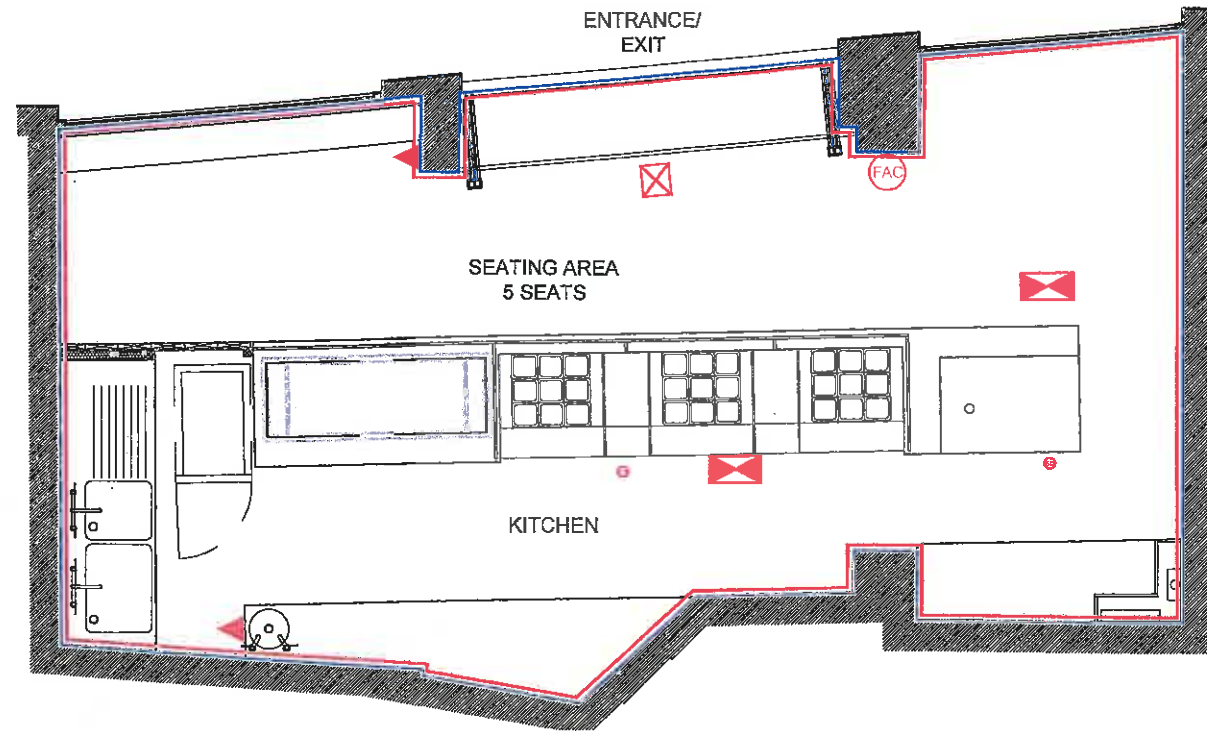 ENTRANCE/
EXIT
FAC
SEATING AREA
5 SEATS
KITCHEN